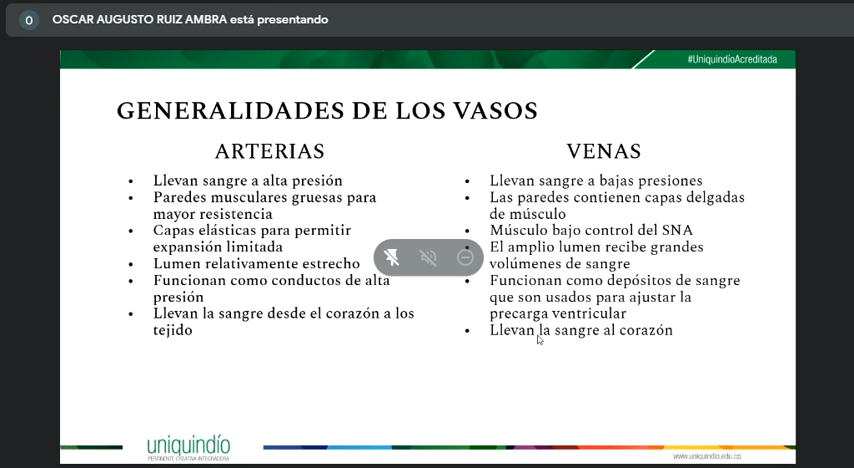 O OSCAR AUGUSTO RUIZ AMBRA está presentando
#UniquindíoAcreditada
GENERALIDADES DE LOS VASOS
ARTERIAS
• Llevan sangre a alta presión
• Paredes musculares gruesas para
mayor resistencia
• Capas elásticas para permitir
expansión limitada
• Lumen relativamente estrecho
• Funcionan como conductos de alta
presión
• Llevan la sangre desde el corazón a los
tejido
VENAS
• Llevan sangre a bajas presiones
• Las paredes contienen capas delgadas
de músculo
• Músculo bajo control del SNA
• El amplio lumen recibe grandes
volúmenes de sangre
• Funcionan como depósitos de sangre
que son usados para ajustar la
precarga ventricular
• Llevan la sangre al corazón
uniquindío
PERTINENTE CREATIVA INTEGRADORA
www.uniquindio.edu.co